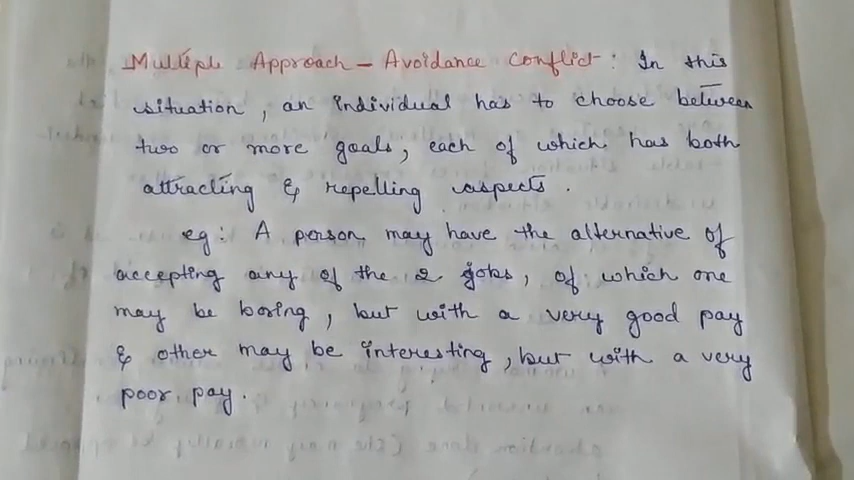 Multiple Approach - Avoidance Conflict : In this
situation, an individual has to choose between
two or more goals, each of which has both
attracting & repelling aspects.
eg: A person may have the alternative of
accepting any of the 2 jobs, of which one
may be boring, but with a very good pay
& other may be interesting, but with a very
poor pay.